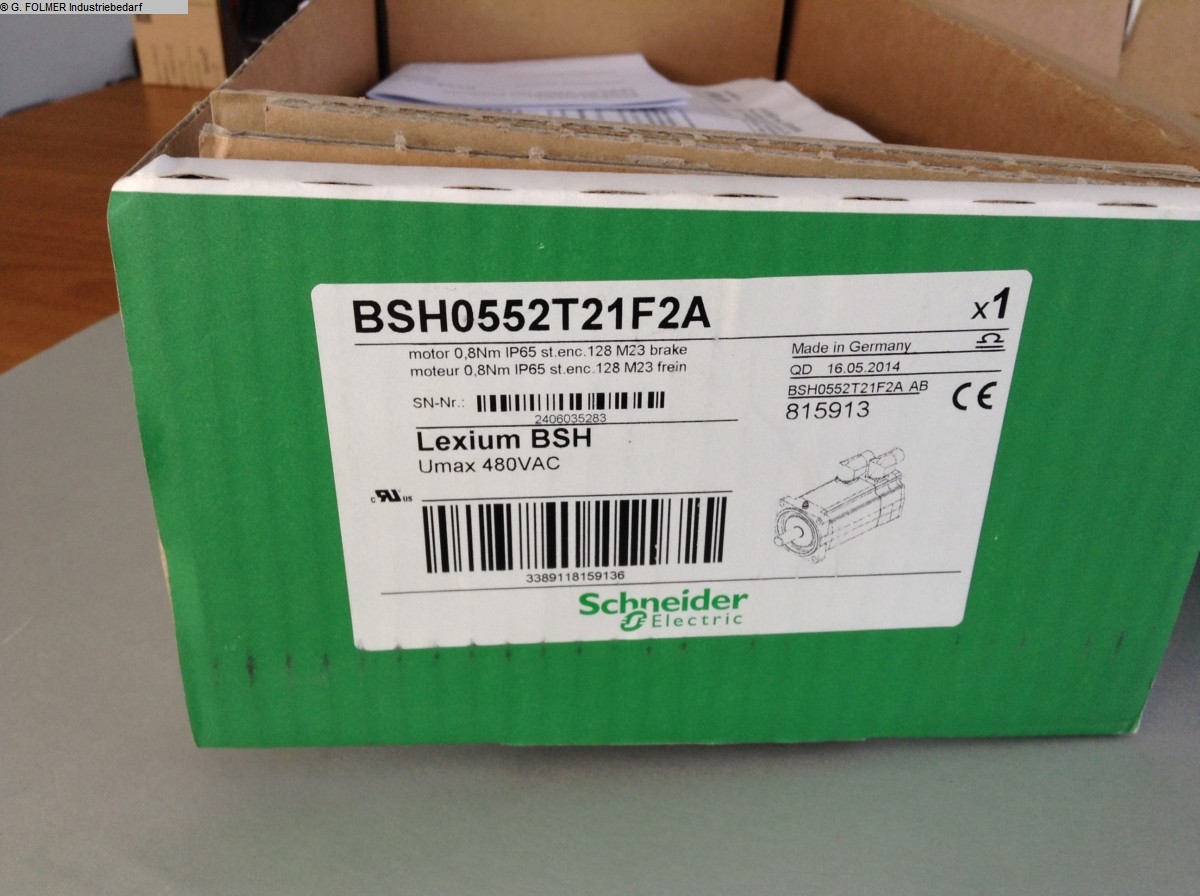 ® G. FOLMER Industriebedarf
BSH0552T21F2A
x1
motor 0,8Nm IP65 st.enc.128 M23 brake
moteur 0,8Nm IP65 st.enc.128 M23 frein
Made in Germany
QD 16.05.2014
BSH0552T21F2A AB
815913
CE
SN-Nr.:
2406035283
Lexium BSH
Umax 480VAC
c RU us
3389118159136
Schneider
Electric